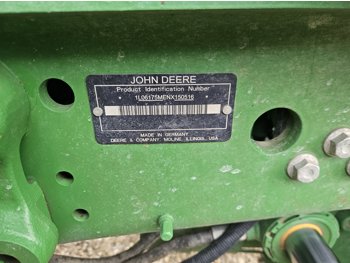 JOHN DEERE
Product Identification Number
1L06175MENX150516
MADE IN GERMANY
DEERE & COMPANY MOLINE, ILLINOIS, USA